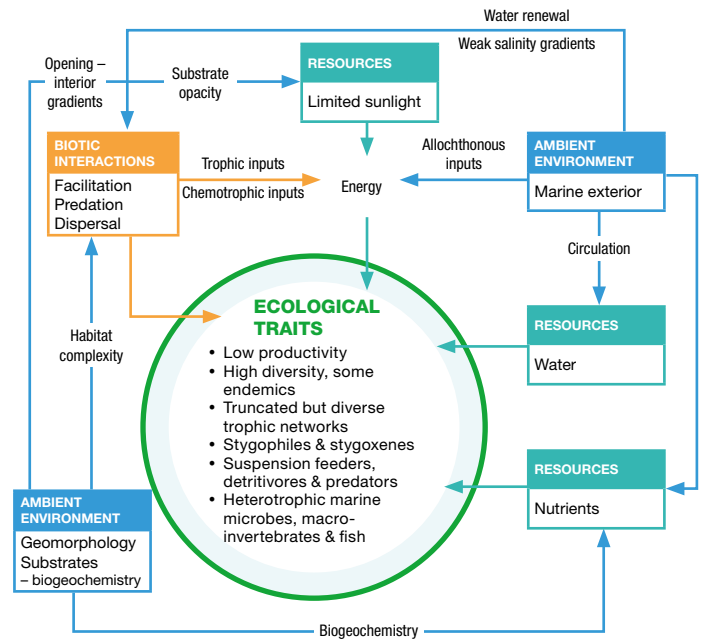 Water renewal
Weak salinity gradients
Opening –
interior
gradients
Substrate
opacity
RESOURCES
Limited sunlight
BIOTIC
INTERACTIONS
Facilitation
Predation
Dispersal
Trophic inputs
Chemotrophic inputs
Energy
Allochthonous
inputs
AMBIENT
ENVIRONMENT
Marine exterior
Circulation
RESOURCES
Water
Habitat
complexity
ECOLOGICAL
TRAITS
• Low productivity
• High diversity, some
endemics
• Truncated but diverse
trophic networks
• Stygophiles & stygoxenes
• Suspension feeders,
detritivores & predators
• Heterotrophic marine
microbes, macro-
invertebrates & fish
RESOURCES
Nutrients
AMBIENT
ENVIRONMENT
Geomorphology
Substrates
– biogeochemistry
Biogeochemistry